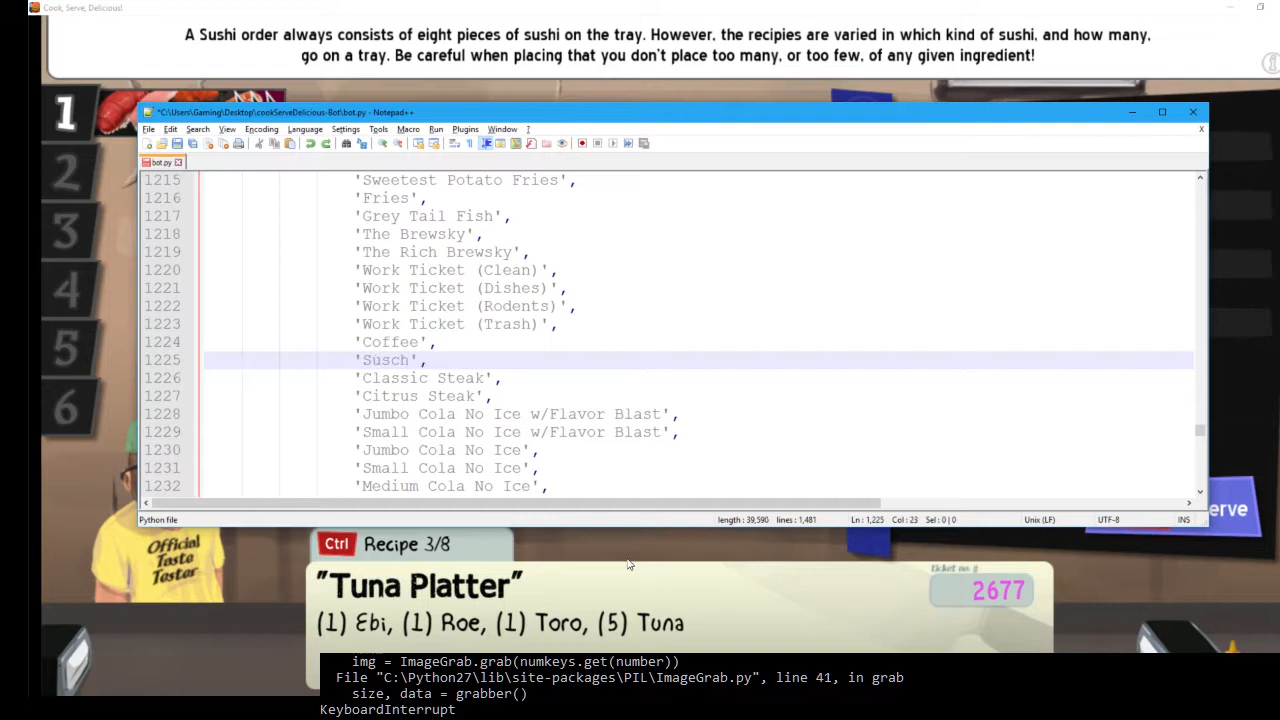 Cook, Serve, Delicious!
A Sushi order always consists of eight pieces of sushi on the tray. However, the recipies are varied in which kind of sushi, and how many,
go on a tray. Be careful when placing that you don't place too many, or too few, of any given ingredient!
1
2
3
4
5
6
*C:\Users\Gaming\Desktop\cookServeDelicious-Bot\bot.py - Notepad++
File Edit Search View Encoding Language Settings Tools Macro Run Plugins Window ? X
bot.py
1215 'Sweetest Potato Fries',
1216 'Fries',
1217 'Grey Tail Fish',
1218 'The Brewsky',
1219 'The Rich Brewsky',
1220 'Work Ticket (Clean)',
1221 'Work Ticket (Dishes)',
1222 'Work Ticket (Rodents)',
1223 'Work Ticket (Trash)',
1224 'Coffee',
1225 'Susch',
1226 'Classic Steak',
1227 'Citrus Steak',
1228 'Jumbo Cola No Ice w/Flavor Blast',
1229 'Small Cola No Ice w/Flavor Blast',
1230 'Jumbo Cola No Ice',
1231 'Small Cola No Ice',
1232 'Medium Cola No Ice',
Python file length : 39,590 lines : 1,481 Ln : 1,225 Col : 23 Sel : 0 | 0 Unix (LF) UTF-8 INS
erve
Official
Taste
Tester
Ctrl Recipe 3/8
"Tuna Platter"
ticket no.
2677
(1) Ebi, (1) Roe, (1) Toro, (5) Tuna
img = ImageGrab.grab(numkeys.get(number))
File "C:\Python27\lib\site-packages\PIL\ImageGrab.py", line 41, in grab
size, data = grabber()
KeyboardInterrupt